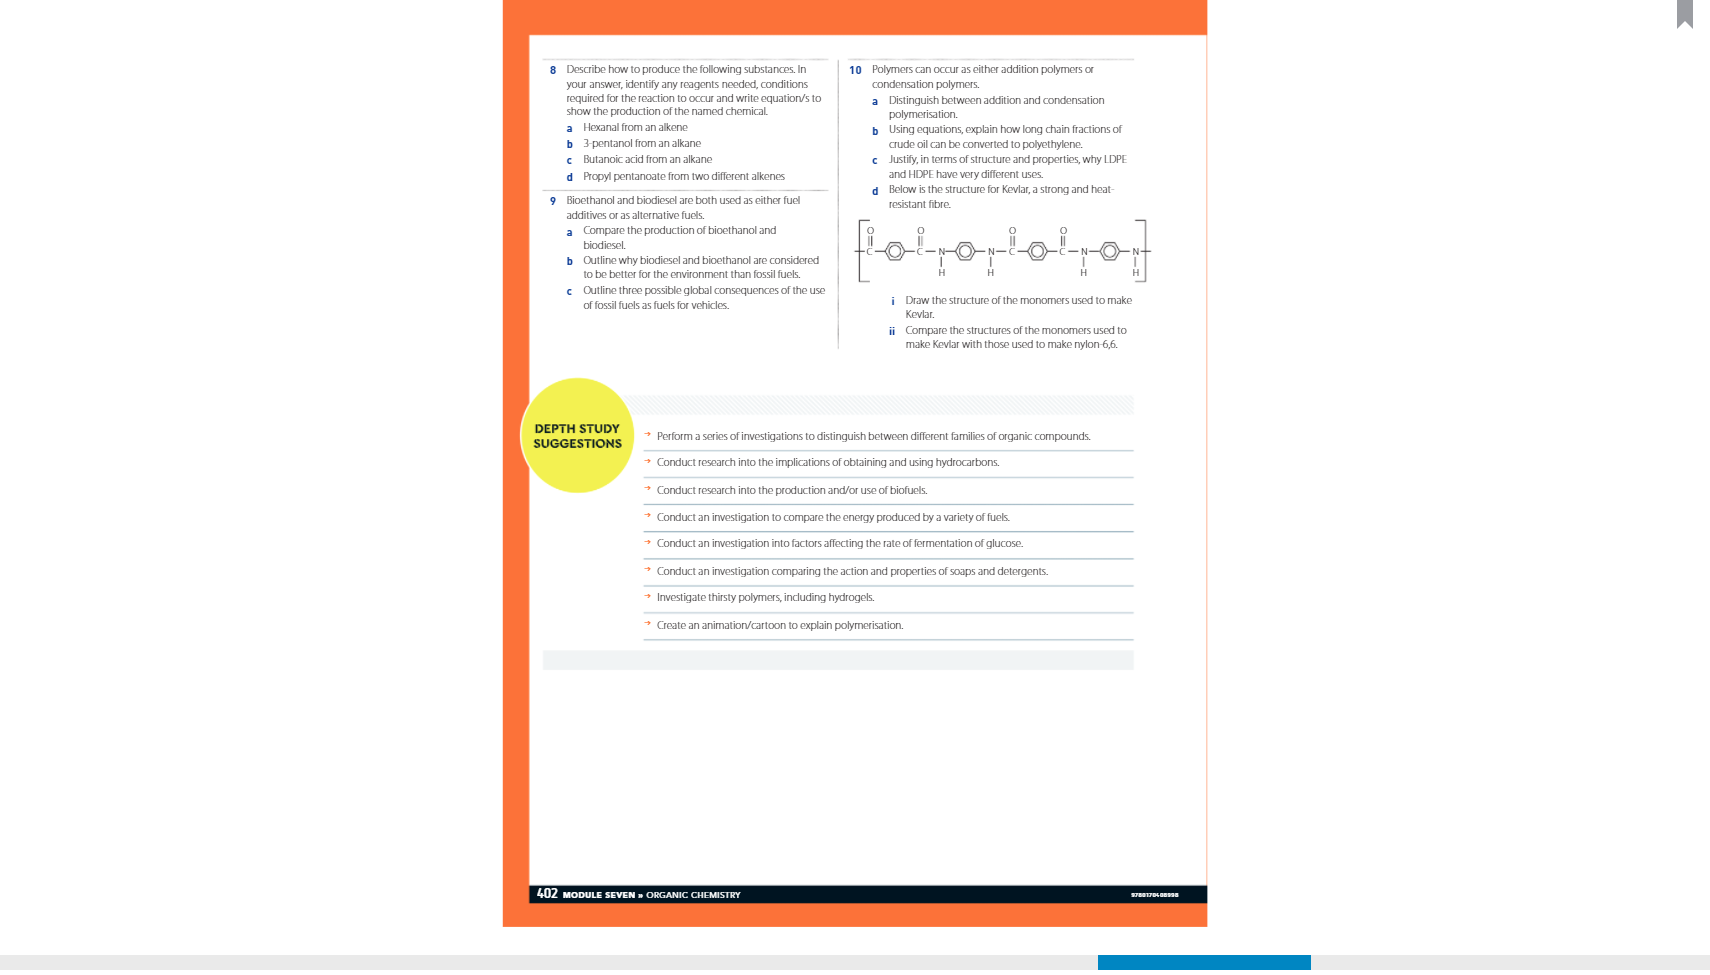 8 Describe how to produce the following substances. In
your answer, identify any reagents needed, conditions
required for the reaction to occur and write equation/s to
show the production of the named chemical.
a Hexanal from an alkene
b 3-pentanol from an alkane
c Butanoic acid from an alkane
d Propyl pentanoate from two different alkenes
9 Bioethanol and biodiesel are both used as either fuel
additives or as alternative fuels.
a Compare the production of bioethanol and
biodiesel.
b Outline why biodiesel and bioethanol are considered
to be better for the environment than fossil fuels.
c Outline three possible global consequences of the use
of fossil fuels as fuels for vehicles.
10 Polymers can occur as either addition polymers or
condensation polymers.
a Distinguish between addition and condensation
polymerisation.
b Using equations, explain how long chain fractions of
crude oil can be converted to polyethylene.
c Justify, in terms of structure and properties, why LDPE
and HDPE have very different uses.
d Below is the structure for Kevlar, a strong and heat-
resistant fibre.
O O O O
C C N N C C N N
H H H H
i Draw the structure of the monomers used to make
Kevlar.
ii Compare the structures of the monomers used to
make Kevlar with those used to make nylon-6,6.
DEPTH STUDY
SUGGESTIONS
→ Perform a series of investigations to distinguish between different families of organic compounds.
→ Conduct research into the implications of obtaining and using hydrocarbons.
→ Conduct research into the production and/or use of biofuels.
→ Conduct an investigation to compare the energy produced by a variety of fuels.
→ Conduct an investigation into factors affecting the rate of fermentation of glucose.
→ Conduct an investigation comparing the action and properties of soaps and detergents.
→ Investigate thirsty polymers, including hydrogels.
→ Create an animation/cartoon to explain polymerisation.
402 MODULE SEVEN » ORGANIC CHEMISTRY
9780170408998